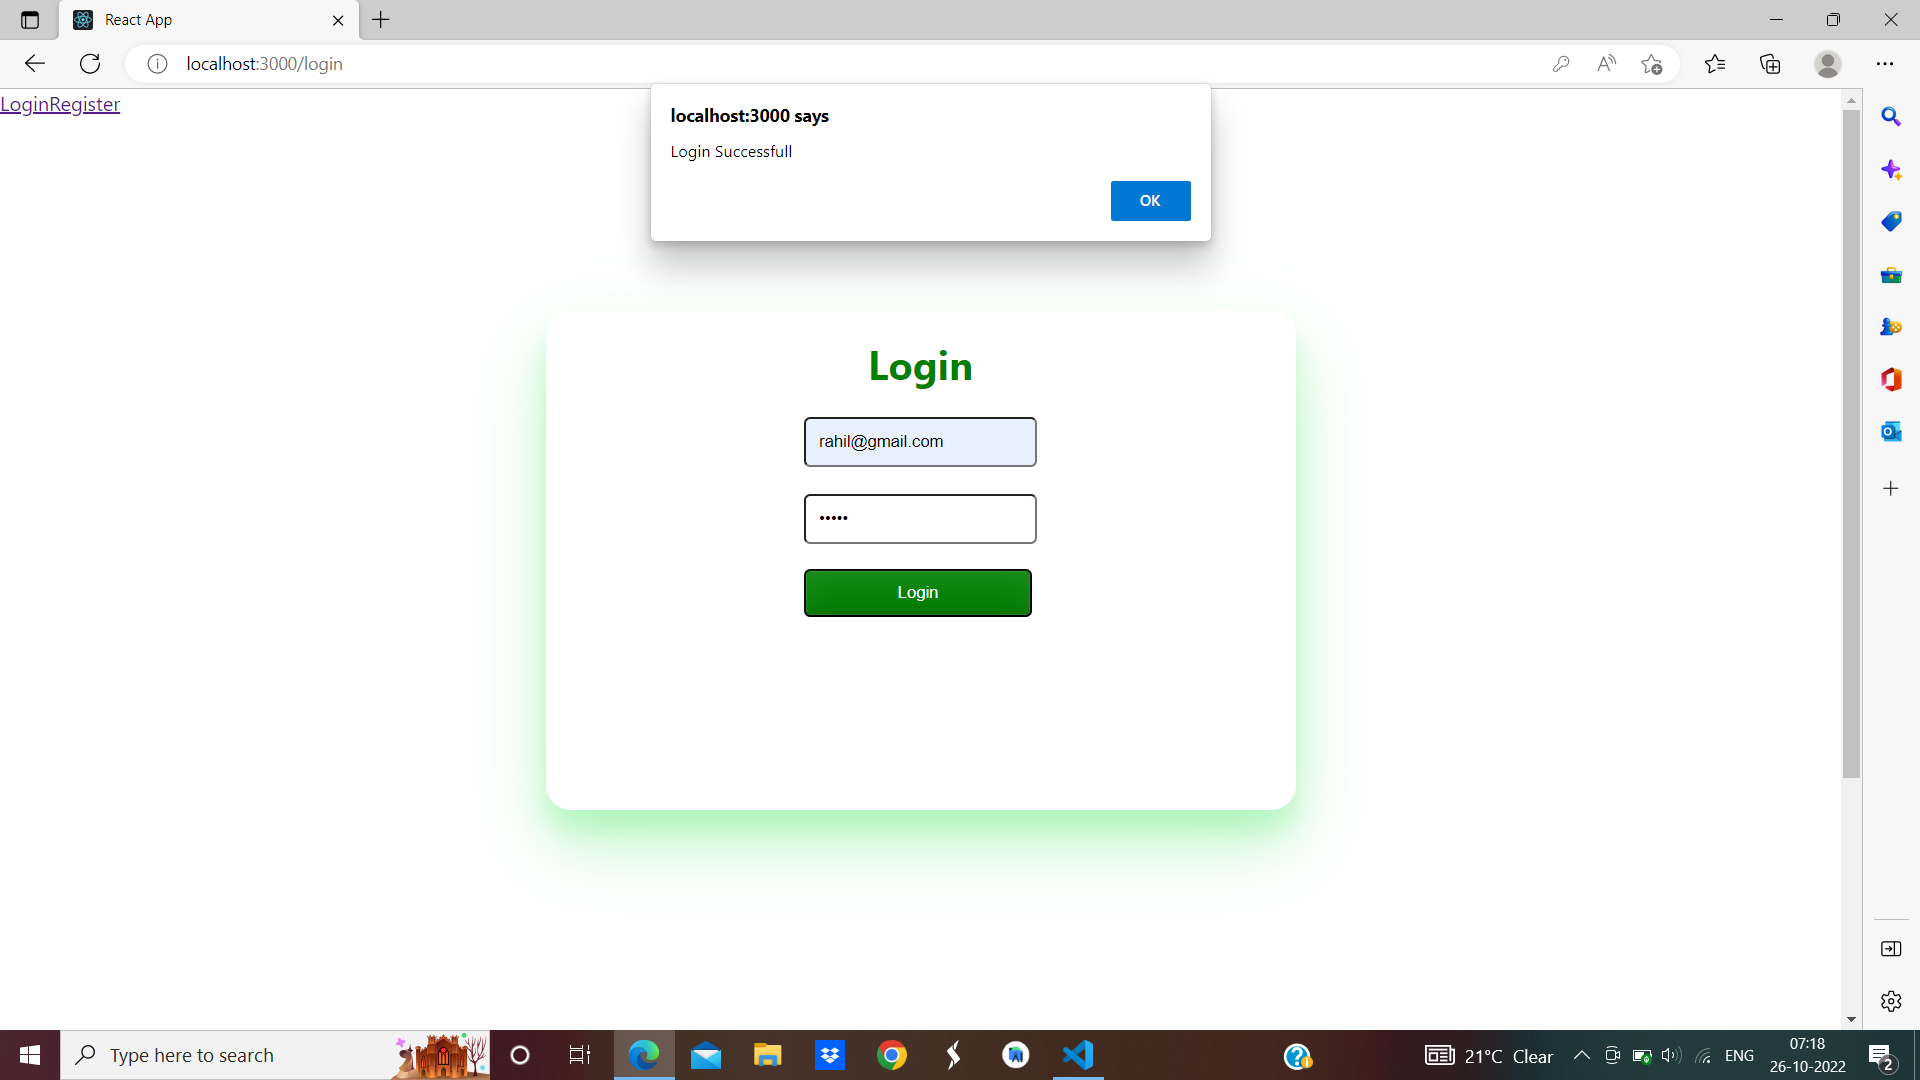 React App
localhost:3000/login
LoginRegister
localhost:3000 says
Login Successfull
OK
Login
rahil@gmail.com
•••••
Login
Type here to search
21°C Clear
ENG
07:18
26-10-2022
2